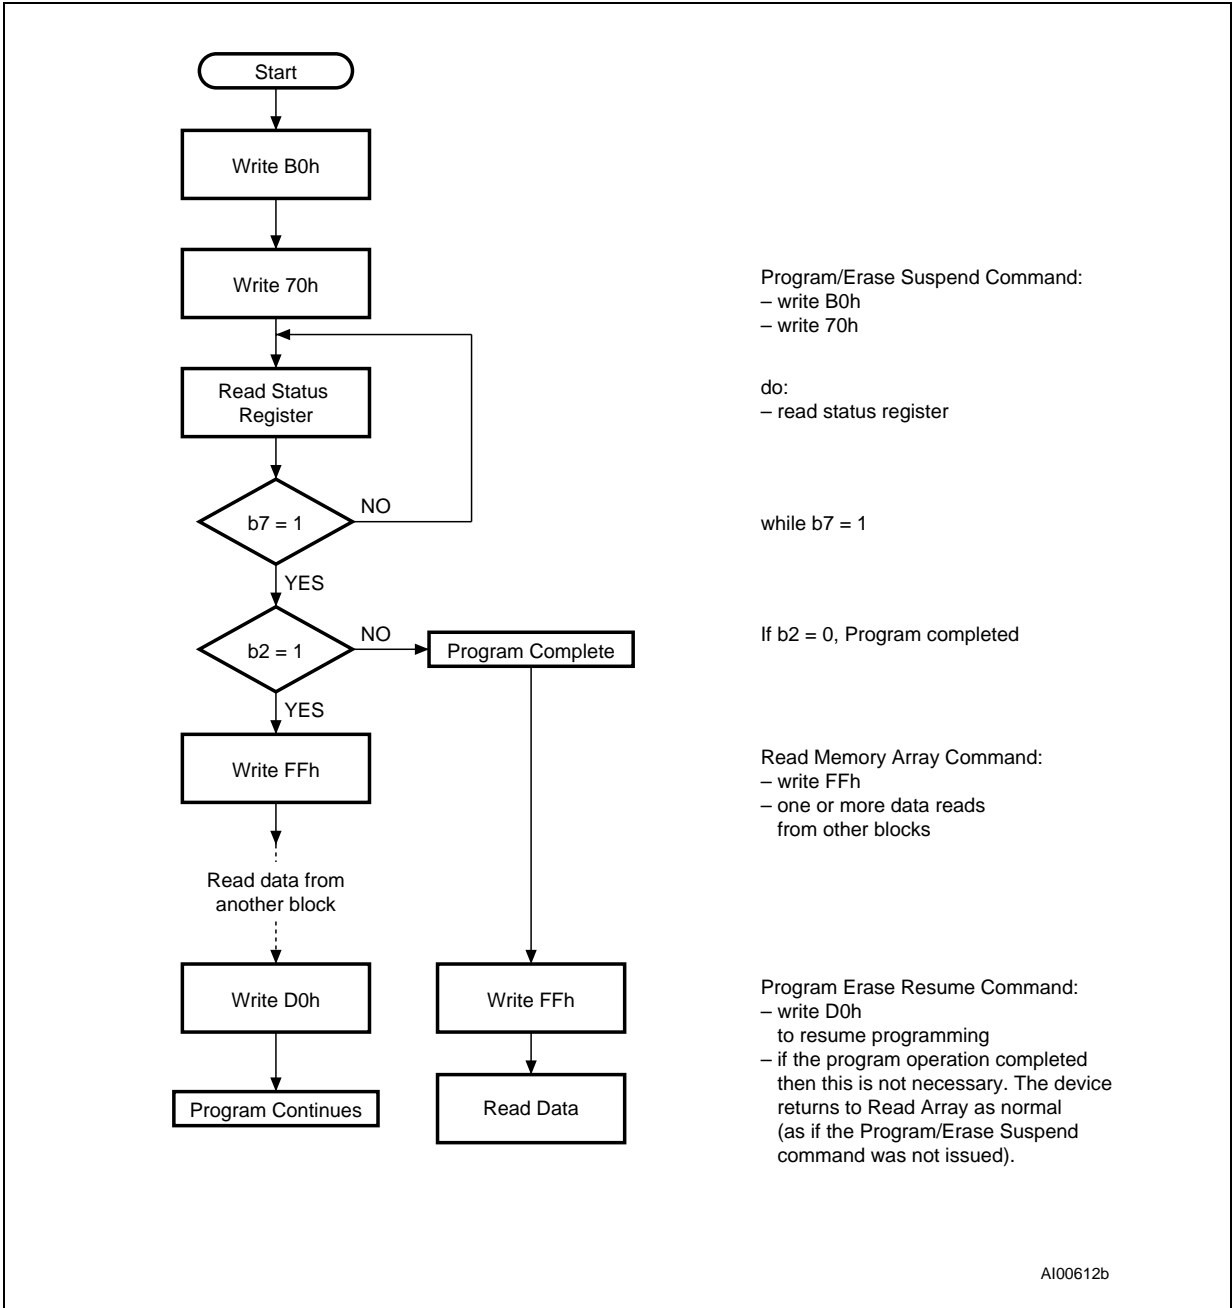 Start
Write B0h
Write 70h
Program/Erase Suspend Command:
– write B0h
– write 70h
Read Status
Register
do:
– read status register
NO
b7 = 1
while b7 = 1
YES
NO
b2 = 1
Program Complete
If b2 = 0, Program completed
YES
Write FFh
Read Memory Array Command:
– write FFh
– one or more data reads
from other blocks
Read data from
another block
Write D0h
Write FFh
Program Erase Resume Command:
– write D0h
to resume programming
– if the program operation completed
then this is not necessary. The device
returns to Read Array as normal
(as if the Program/Erase Suspend
command was not issued).
Program Continues
Read Data
AI00612b